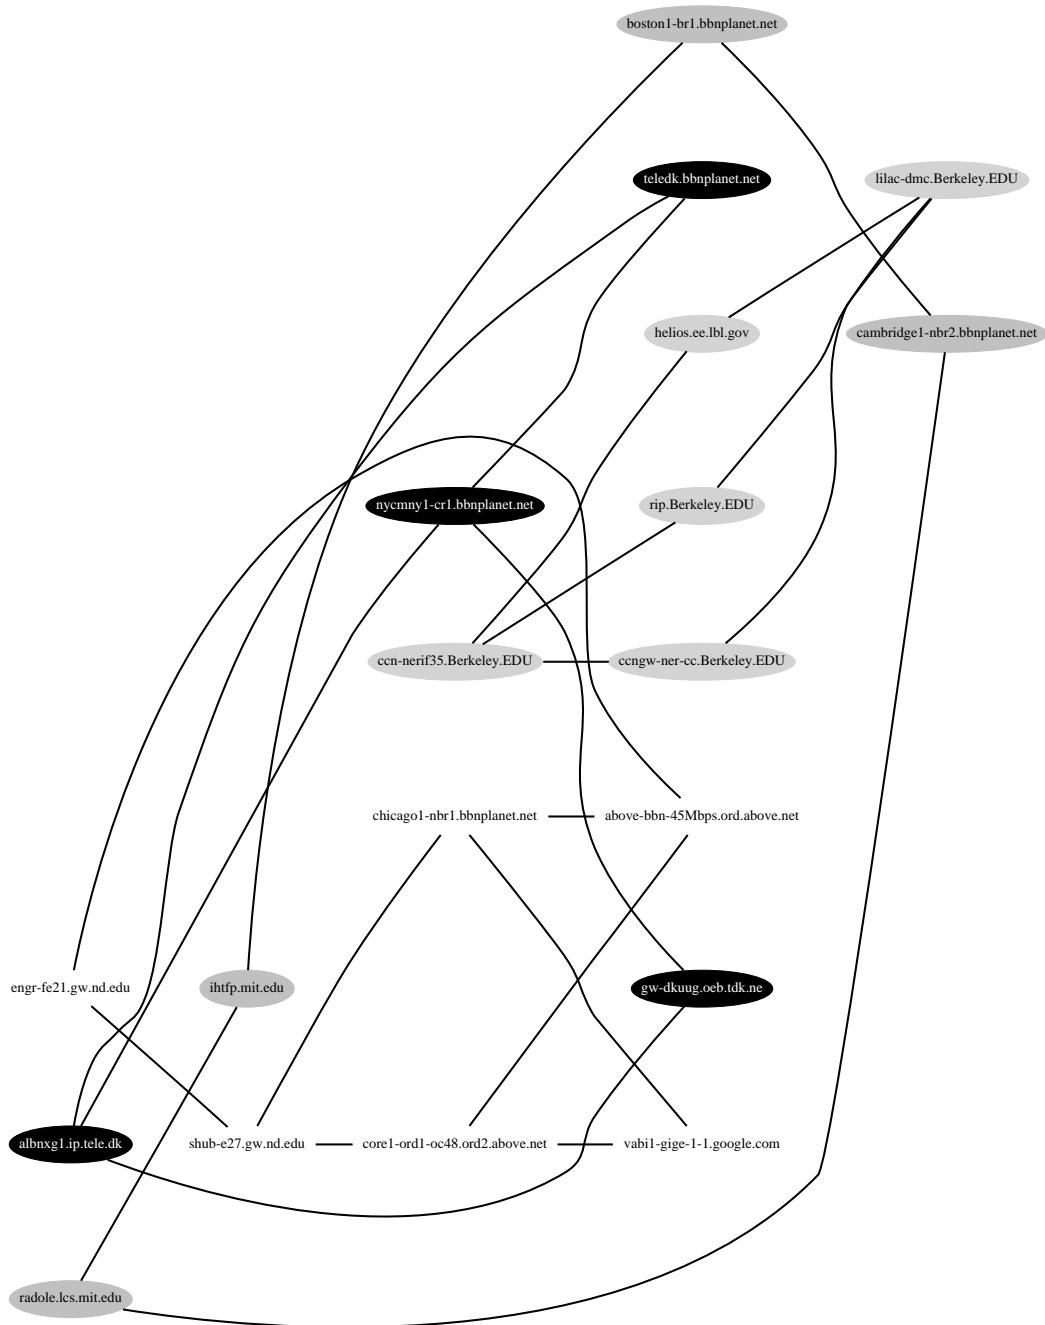 boston1-br1.bbnplanet.net
teledk.bbnplanet.net
lilac-dmc.Berkeley.EDU
helios.ee.lbl.gov
cambridge1-nbr2.bbnplanet.net
nycmny1-cr1.bbnplanet.net
rip.Berkeley.EDU
ccn-nerif35.Berkeley.EDU
ccngw-ner-cc.Berkeley.EDU
chicago1-nbr1.bbnplanet.net
above-bbn-45Mbps.ord.above.net
engr-fe21.gw.nd.edu
ihtfp.mit.edu
gw-dkuug.oeb.tdk.ne
albnxg1.ip.tele.dk
shub-e27.gw.nd.edu
core1-ord1-oc48.ord2.above.net
vabi1-gige-1-1.google.com
radole.lcs.mit.edu